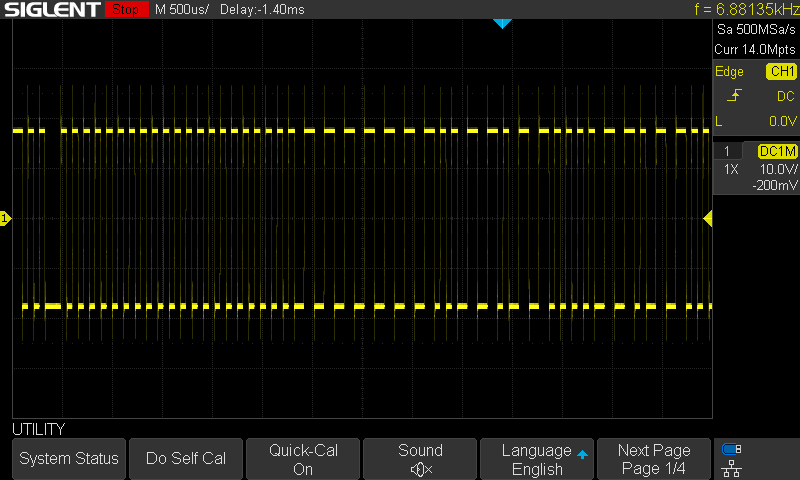 SIGLENT Stop M 500us/ Delay:-1.40ms f = 6.88135kHz
Sa 500MSa/s
Curr 14.0Mpts
Edge CH1
DC
L 0.0V
1 DC1M
1X 10.0V/
-200mV
1
UTILITY
System Status Do Self Cal Quick-Cal On Sound Language English Next Page Page 1/4